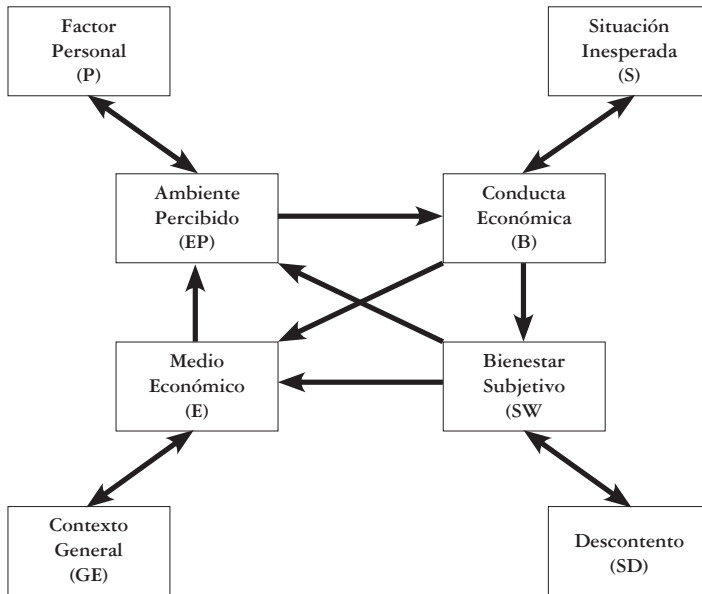 Factor
Personal
(P)
Situación
Inesperada
(S)
Ambiente
Percibido
(EP)
Conducta
Económica
(B)
Medio
Económico
(E)
Bienestar
Subjetivo
(SW
Contexto
General
(GE)
Descontento
(SD)